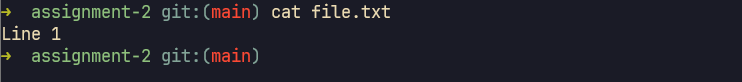 ➜ assignment-2 git:(main) cat file.txt
Line 1
➜ assignment-2 git:(main)